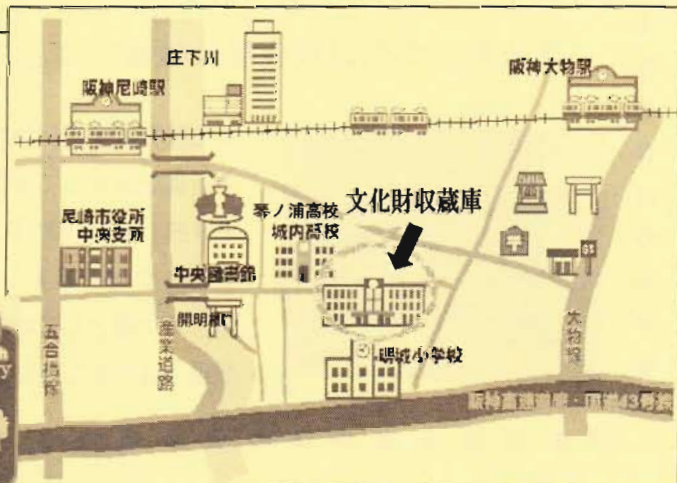 庄下川
阪神尼崎駅
阪神大物駅
尼崎市役所
中央支所
琴ノ浦高校
城内高校
文化財収蔵庫
中央図書館
開明橋
明城小学校
五合橋線
産業道路
大物線
阪神高速道路・国道43号線